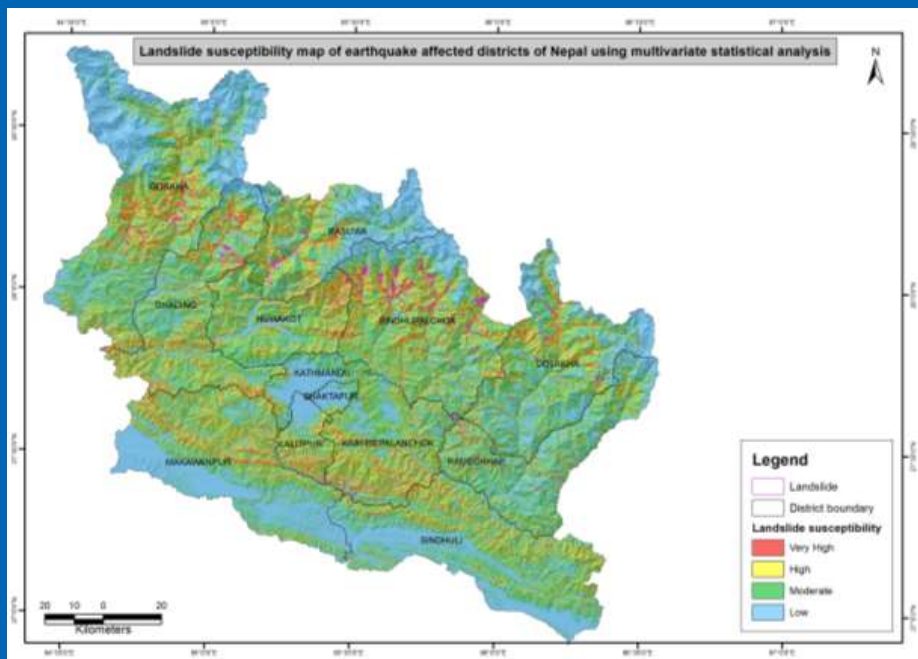 Landslide susceptibility map of earthquake affected districts of Nepal using multivariate statistical analysis
N
GORKHA
RASUWA
DHADING
NUWAKOT
SINDHUPALCHOK
DOLAKHA
KATHMANDU
BHAKTAPUR
LALITPUR
KABHREPALANCHOK
RAMECHHAP
MAKAWANPUR
SINDHULI
Legend
Landslide
District boundary
Landslide susceptibility
Very High
High
Moderate
Low
20 10 0 20
Kilometers